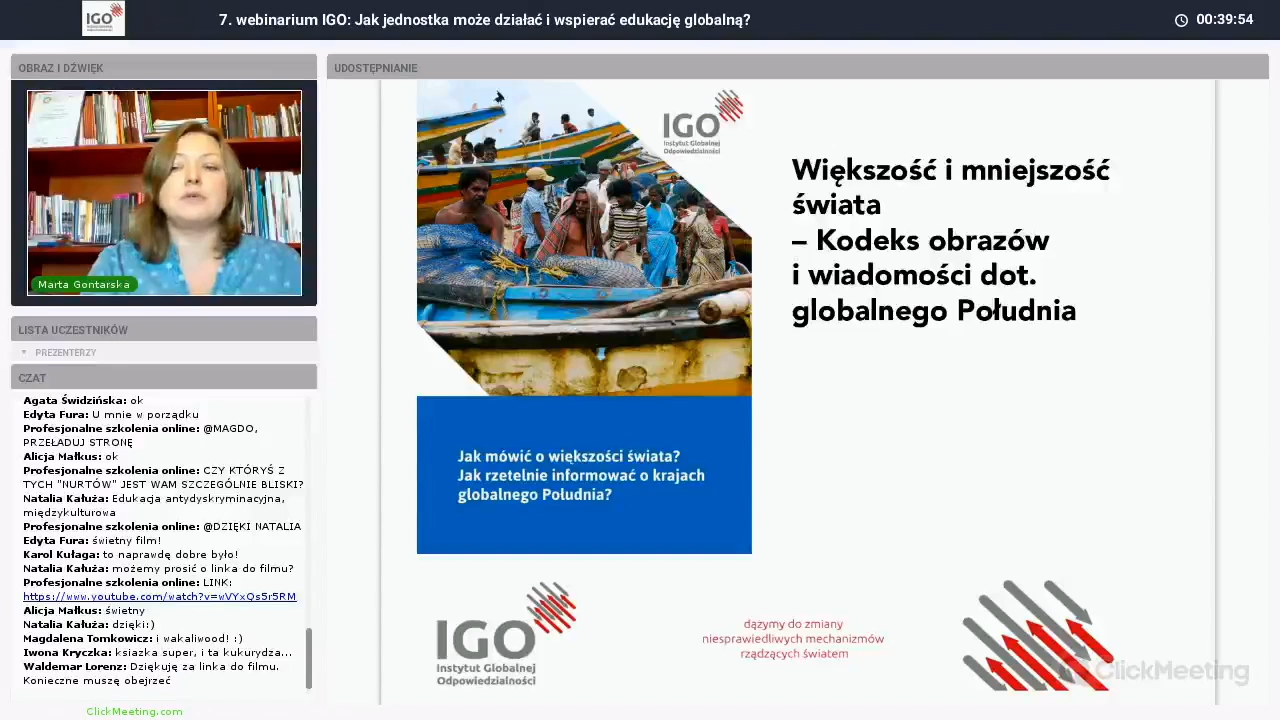 IGO
7. webinarium IGO: Jak jednostka może działać i wspierać edukację globalną?
00:39:54
OBRAZ I DŹWIĘK
Marta Gontarska
LISTA UCZESTNIKÓW
PREZENTERZY
CZAT
Agata Świdzińska: ok
Edyta Fura: U mnie w porządku
Profesjonalne szkolenia online: @MAGDO,
PRZEŁADUJ STRONĘ
Alicja Małkus: ok
Profesjonalne szkolenia online: CZY KTÓRYŚ Z
TYCH "NURTÓW" JEST WAM SZCZEGÓLNIE BLISKI?
Natalia Kałuża: Edukacja antydyskryminacyjna,
międzykulturowa
Profesjonalne szkolenia online: @DZIĘKI NATALIA
Edyta Fura: świetny film!
Karol Kułaga: to naprawdę dobre było!
Natalia Kałuża: możemy prosić o linka do filmu?
Profesjonalne szkolenia online: LINK:
https://www.youtube.com/watch?v=wVYxQs5r5RM
Alicja Małkus: świetny
Natalia Kałuża: dzięki:)
Magdalena Tomkowicz: i wakaliwood! :)
Iwona Kryczka: ksiazka super, i ta kukurydza...
Waldemar Lorenz: Dziękuję za linka do filmu.
Konieczne muszę obejrzeć
ClickMeeting.com
UDOSTĘPNIANIE
IGO
Instytut Globalnej
Odpowiedzialności
Większość i mniejszość
świata
– Kodeks obrazów
i wiadomości dot.
globalnego Południa
Jak mówić o większości świata?
Jak rzetelnie informować o krajach
globalnego Południa?
IGO
Instytut Globalnej
Odpowiedzialności
dążymy do zmiany
niesprawiedliwych mechanizmów
rządzących światem
ClickMeeting